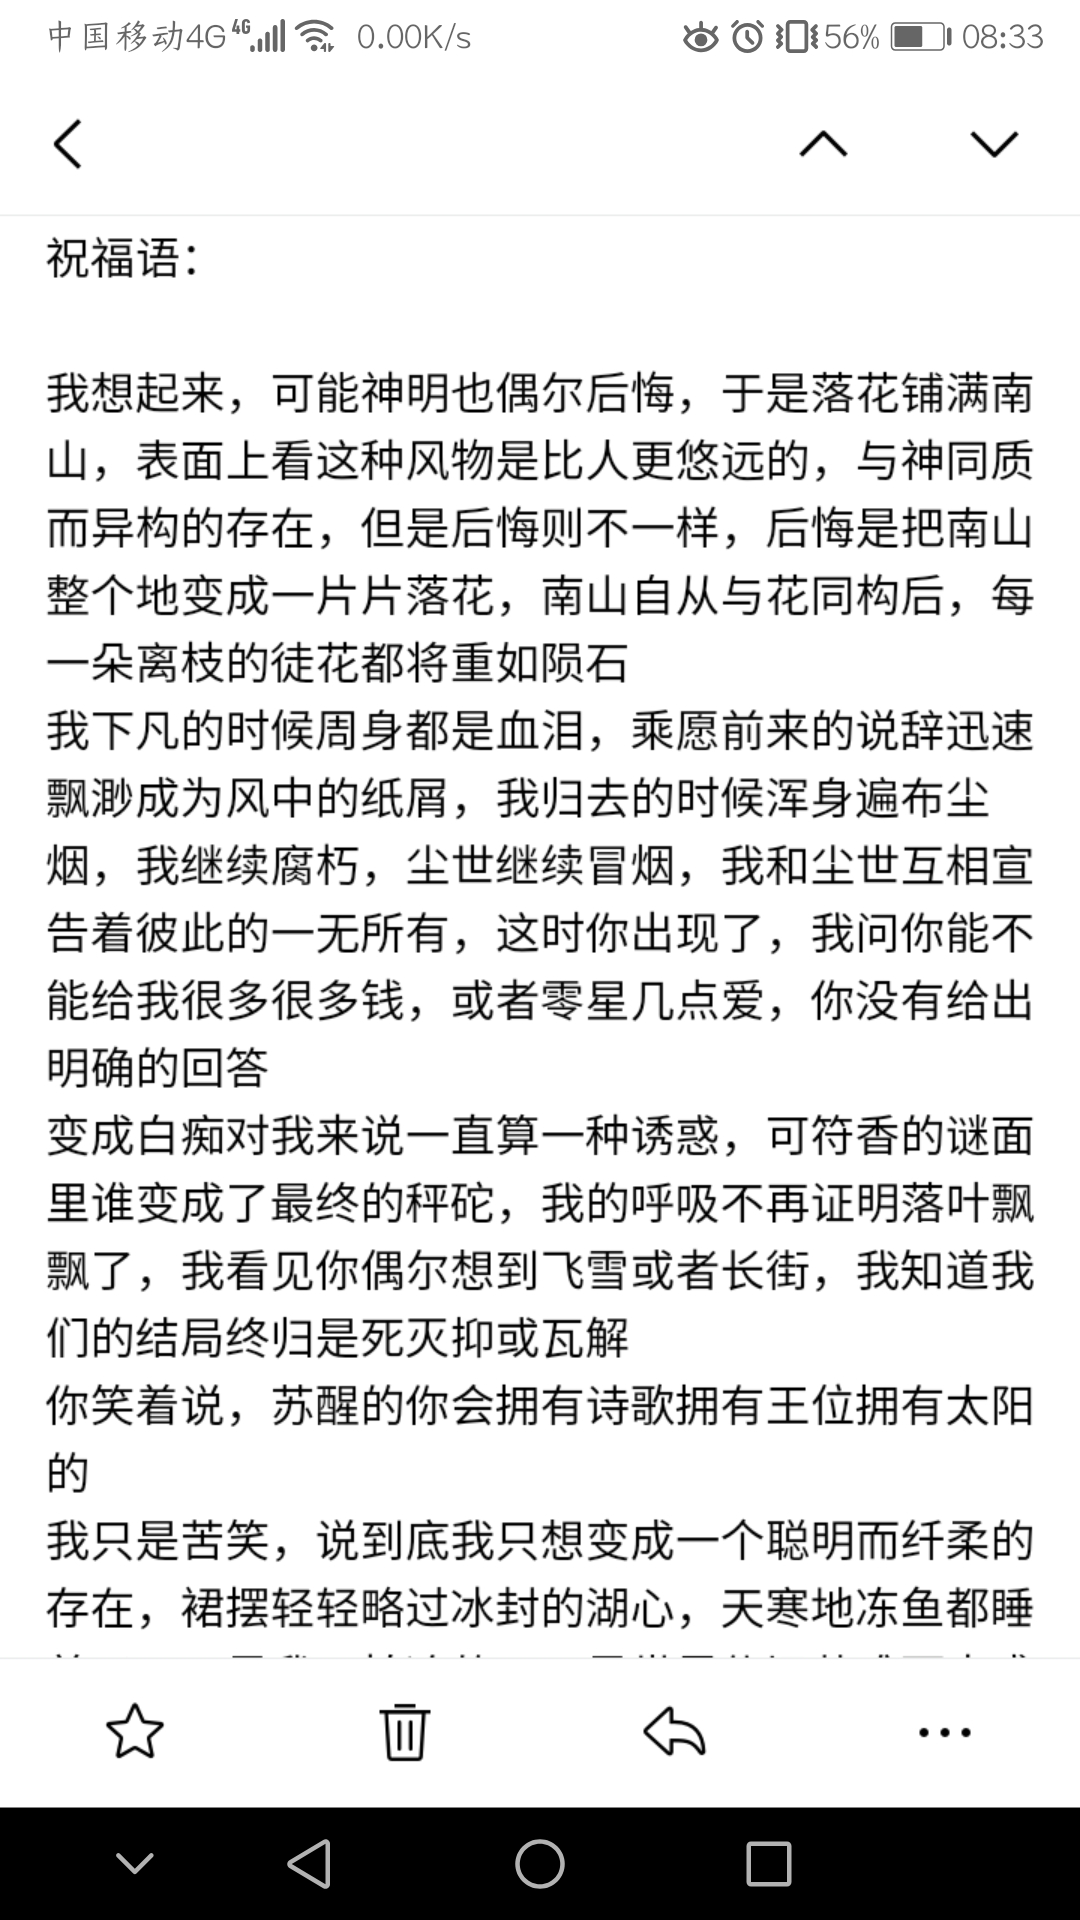 中国移动4G 4G 0.00K/s 56% 08:33
祝福语：
我想起来，可能神明也偶尔后悔，于是落花铺满南
山，表面上看这种风物是比人更悠远的，与神同质
而异构的存在，但是后悔则不一样，后悔是把南山
整个地变成一片片落花，南山自从与花同构后，每
一朵离枝的徒花都将重如陨石
我下凡的时候周身都是血泪，乘愿前来的说辞迅速
飘渺成为风中的纸屑，我归去的时候浑身遍布尘
烟，我继续腐朽，尘世继续冒烟，我和尘世互相宣
告着彼此的一无所有，这时你出现了，我问你能不
能给我很多很多钱，或者零星几点爱，你没有给出
明确的回答
变成白痴对我来说一直算一种诱惑，可符香的谜面
里谁变成了最终的秤砣，我的呼吸不再证明落叶飘
飘了，我看见你偶尔想到飞雪或者长街，我知道我
们的结局终归是死灭抑或瓦解
你笑着说，苏醒的你会拥有诗歌拥有王位拥有太阳
的
我只是苦笑，说到底我只想变成一个聪明而纤柔的
存在，裙摆轻轻略过冰封的湖心，天寒地冻鱼都睡